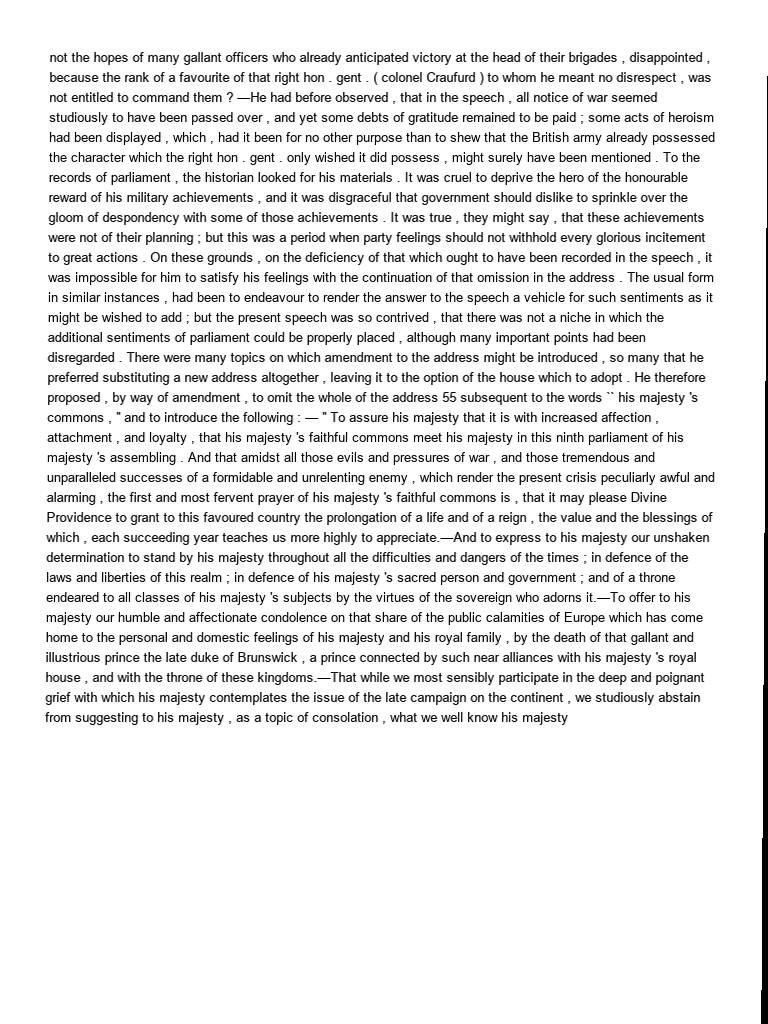 not the hopes of many gallant officers who already anticipated victory at the head of their brigades , disappointed ,
because the rank of a favourite of that right hon . gent . ( colonel Craufurd ) to whom he meant no disrespect , was
not entitled to command them ? —He had before observed , that in the speech , all notice of war seemed
studiously to have been passed over , and yet some debts of gratitude remained to be paid ; some acts of heroism
had been displayed , which , had it been for no other purpose than to shew that the British army already possessed
the character which the right hon . gent . only wished it did possess , might surely have been mentioned . To the
records of parliament , the historian looked for his materials . It was cruel to deprive the hero of the honourable
reward of his military achievements , and it was disgraceful that government should dislike to sprinkle over the
gloom of despondency with some of those achievements . It was true , they might say , that these achievements
were not of their planning ; but this was a period when party feelings should not withhold every glorious incitement
to great actions . On these grounds , on the deficiency of that which ought to have been recorded in the speech , it
was impossible for him to satisfy his feelings with the continuation of that omission in the address . The usual form
in similar instances , had been to endeavour to render the answer to the speech a vehicle for such sentiments as it
might be wished to add ; but the present speech was so contrived , that there was not a niche in which the
additional sentiments of parliament could be properly placed , although many important points had been
disregarded . There were many topics on which amendment to the address might be introduced , so many that he
preferred substituting a new address altogether , leaving it to the option of the house which to adopt . He therefore
proposed , by way of amendment , to omit the whole of the address 55 subsequent to the words `` his majesty 's
commons , '' and to introduce the following : — " To assure his majesty that it is with increased affection ,
attachment , and loyalty , that his majesty 's faithful commons meet his majesty in this ninth parliament of his
majesty 's assembling . And that amidst all those evils and pressures of war , and those tremendous and
unparalleled successes of a formidable and unrelenting enemy , which render the present crisis peculiarly awful and
alarming , the first and most fervent prayer of his majesty 's faithful commons is , that it may please Divine
Providence to grant to this favoured country the prolongation of a life and of a reign , the value and the blessings of
which , each succeeding year teaches us more highly to appreciate.—And to express to his majesty our unshaken
determination to stand by his majesty throughout all the difficulties and dangers of the times ; in defence of the
laws and liberties of this realm ; in defence of his majesty 's sacred person and government ; and of a throne
endeared to all classes of his majesty 's subjects by the virtues of the sovereign who adorns it.—To offer to his
majesty our humble and affectionate condolence on that share of the public calamities of Europe which has come
home to the personal and domestic feelings of his majesty and his royal family , by the death of that gallant and
illustrious prince the late duke of Brunswick , a prince connected by such near alliances with his majesty 's royal
house , and with the throne of these kingdoms.—That while we most sensibly participate in the deep and poignant
grief with which his majesty contemplates the issue of the late campaign on the continent , we studiously abstain
from suggesting to his majesty , as a topic of consolation , what we well know his majesty